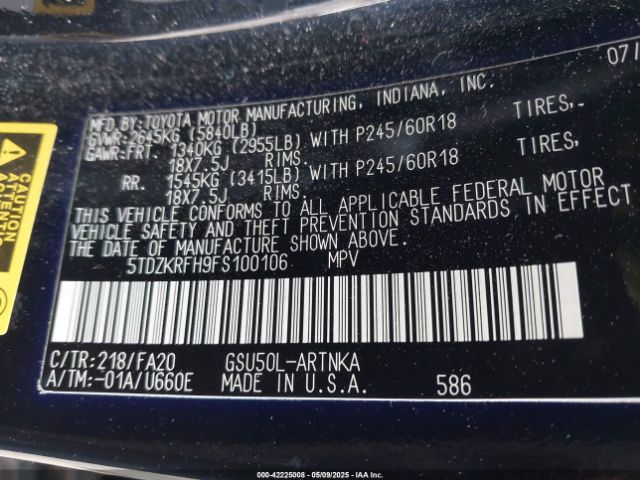 07/
MFD. BY: TOYOTA MOTOR MANUFACTURING, INDIANA, INC.
GVWR: 2645KG (5840LB)
GAWR: FRT. 1340KG (2955LB) WITH P245/60R18 TIRES,
18X7.5J RIMS.
RR. 1545KG (3415LB) WITH P245/60R18 TIRES,
18X7.5J RIMS.
THIS VEHICLE CONFORMS TO ALL APPLICABLE FEDERAL MOTOR
VEHICLE SAFETY AND THEFT PREVENTION STANDARDS IN EFFECT
THE DATE OF MANUFACTURE SHOWN ABOVE.
5TDZKRFH9FS100106 MPV
C/TR: 218/FA20 GSU50L-ARTNKA
A/TM:-01A/U660E MADE IN U.S.A. 586
CAUTION
000-42225008 - 05/09/2025 - COPART